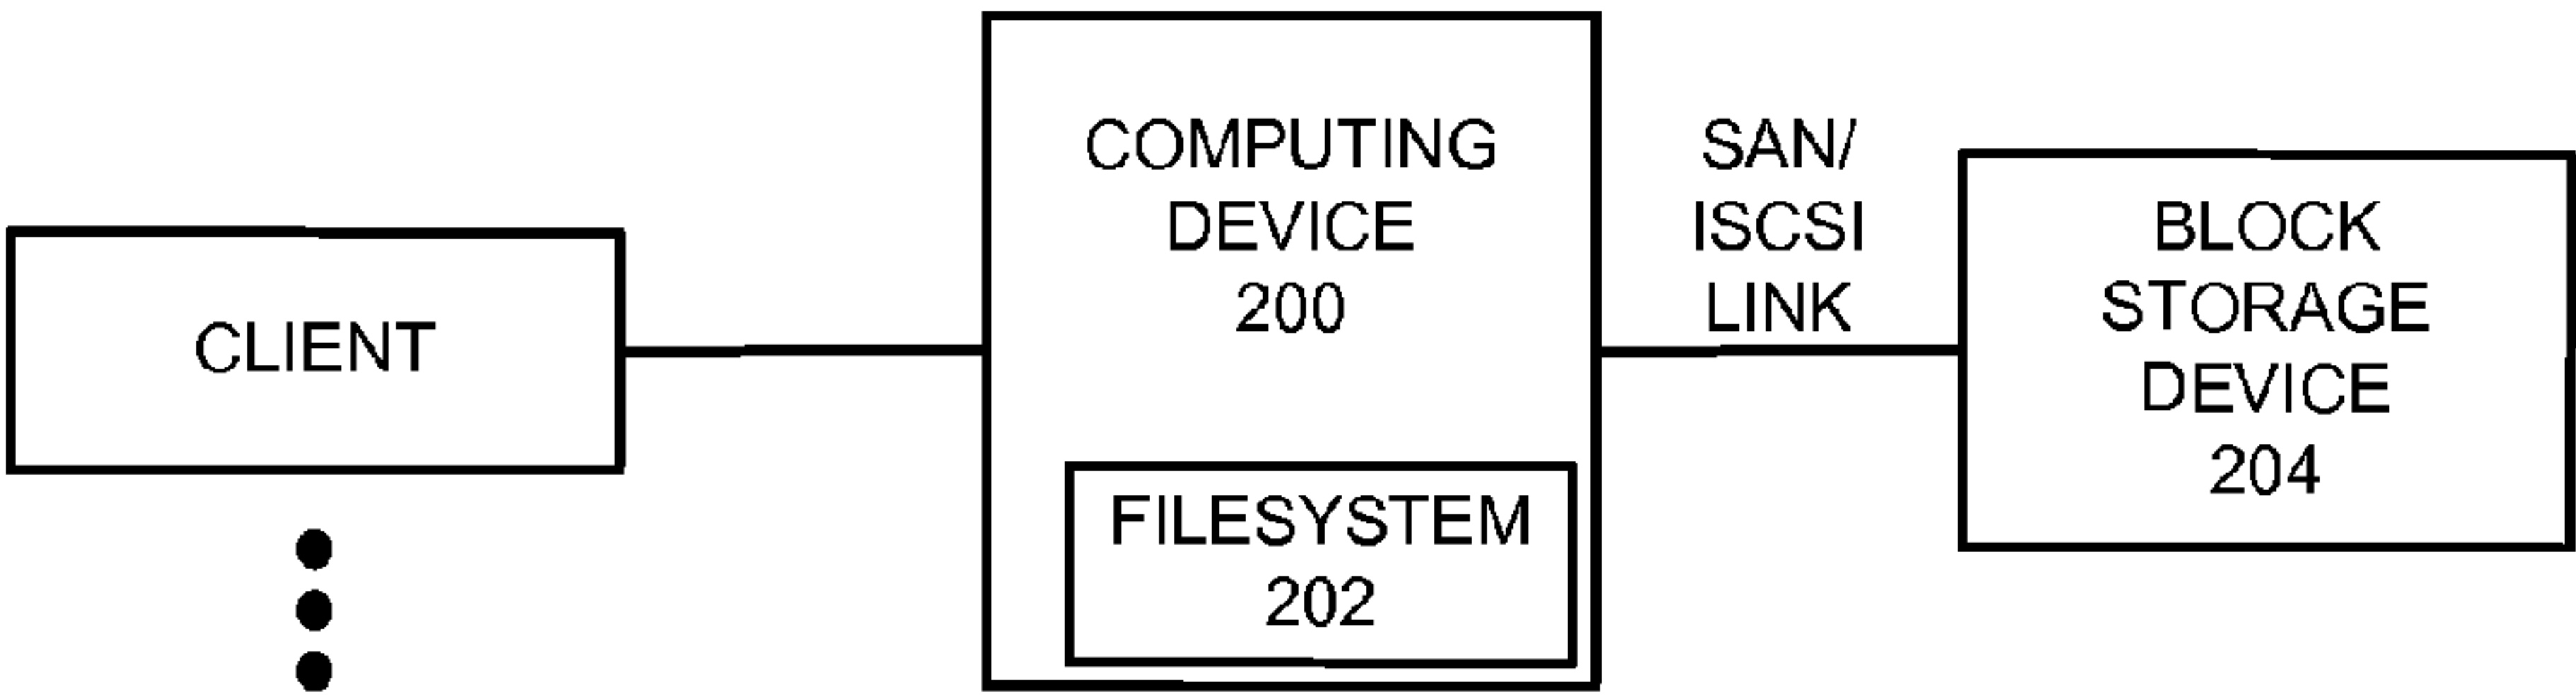 CLIENT
COMPUTING
DEVICE
200
FILESYSTEM
202
SAN/
ISCSI
LINK
BLOCK
STORAGE
DEVICE
204